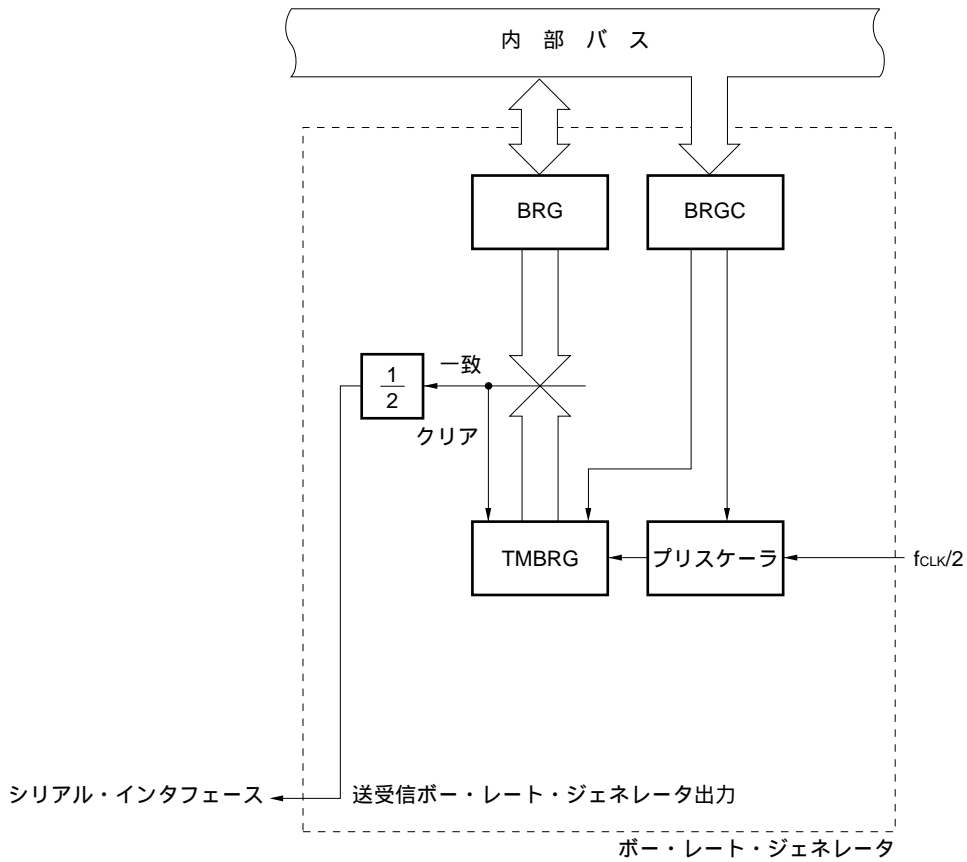 内 部 バ ス
BRG
BRGC
一致
1
2
クリア
TMBRG
プリスケーラ
fCLK/2
シリアル・インタフェース
送受信ボー・レート・ジェネレータ出力
ボー・レート・ジェネレータ